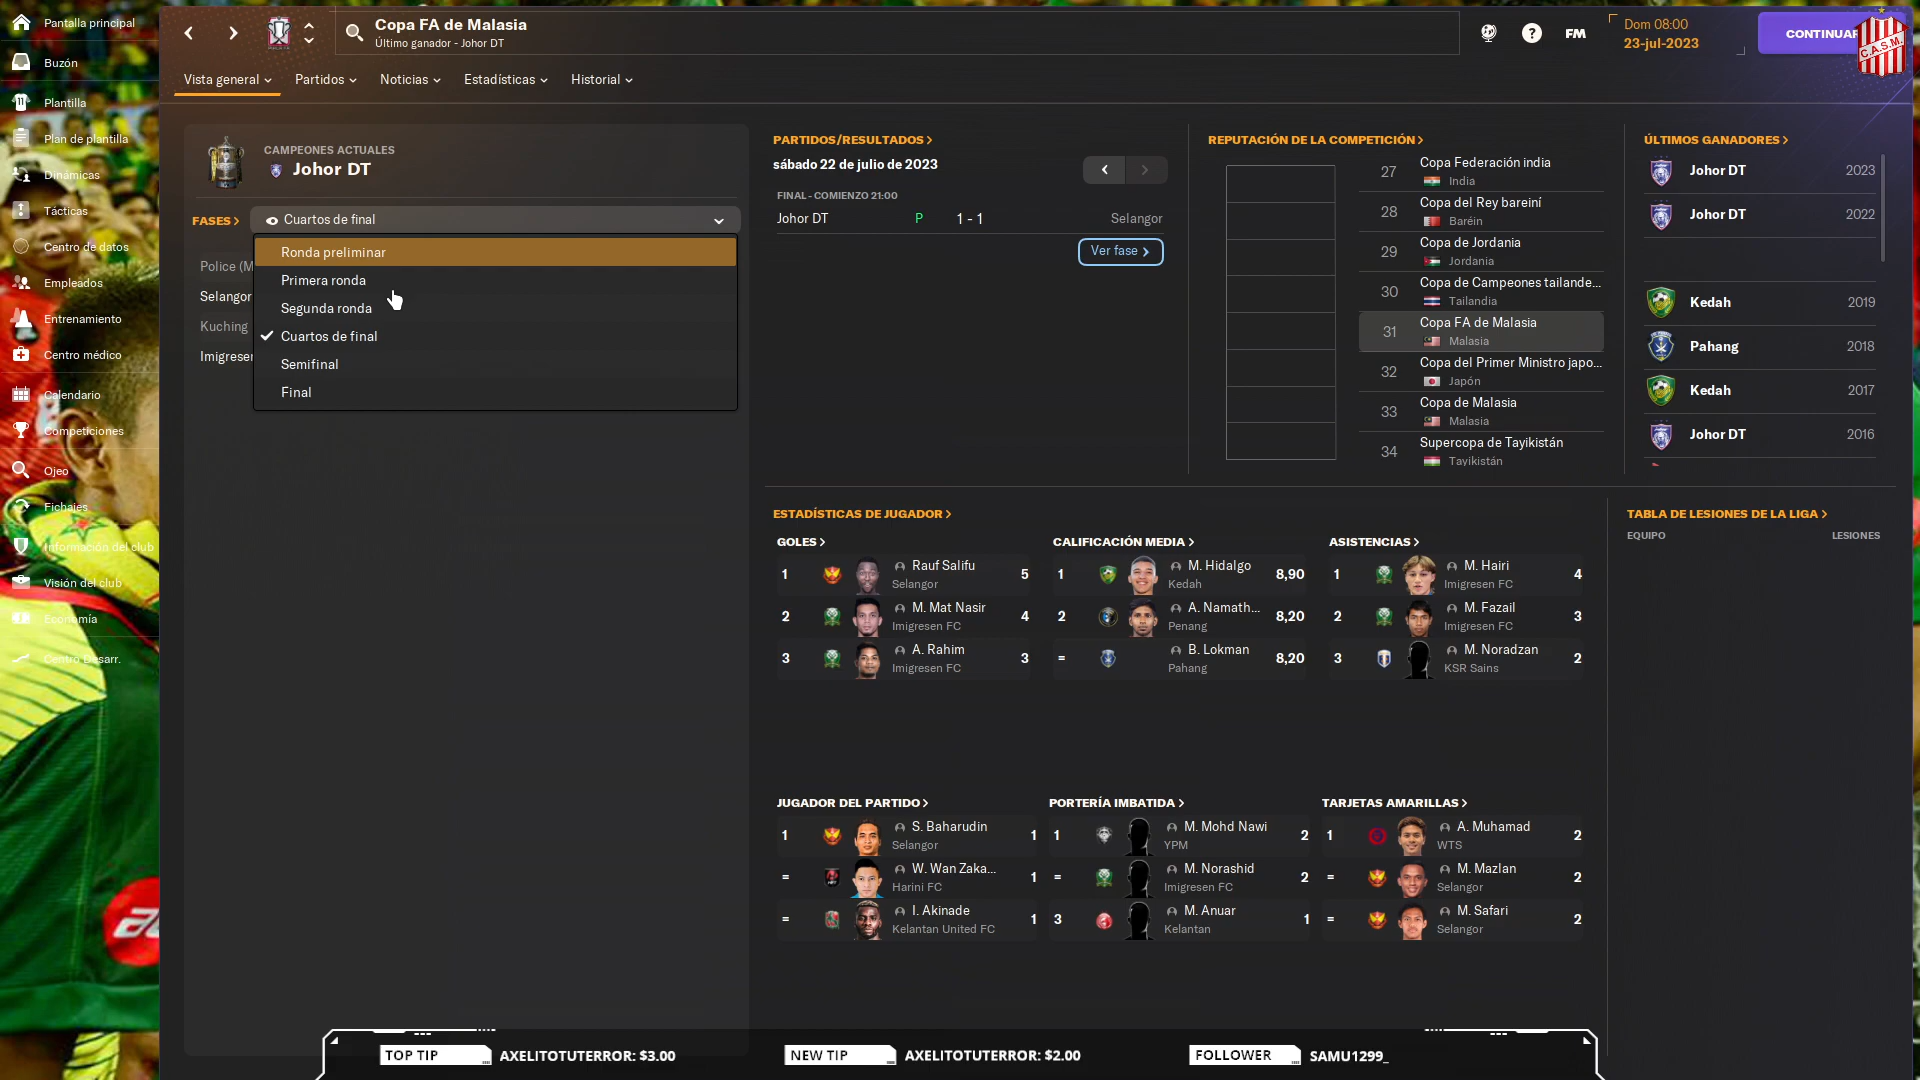 Pantalla principal
Buzón
Plantilla
Plan de plantilla
Dinámicas
Tácticas
Centro de datos
Empleados
Entrenamiento
Centro médico
Calendario
Competiciones
Ojeo
Fichajes
Información del club
Visión del club
Economía
Centro Desarr.
Copa FA de Malasia
Último ganador - Johor DT
FM
Dom 08:00
23-jul-2023
CONTINUAR
C.A.S.M.
Vista general
Partidos
Noticias
Estadísticas
Historial
CAMPEONES ACTUALES
Johor DT
FASES
Cuartos de final
Ronda preliminar
Primera ronda
Segunda ronda
Cuartos de final
Semifinal
Final
Police (M
Selangor
Kuching
Imigresen
PARTIDOS/RESULTADOS
sábado 22 de julio de 2023
FINAL - COMIENZO 21:00
Johor DT P 1 - 1 Selangor
Ver fase
REPUTACIÓN DE LA COMPETICIÓN
27 Copa Federación india
India
28 Copa del Rey bareiní
Baréin
29 Copa de Jordania
Jordania
30 Copa de Campeones tailande...
Tailandia
31 Copa FA de Malasia
Malasia
32 Copa del Primer Ministro japo...
Japón
33 Copa de Malasia
Malasia
34 Supercopa de Tayikistán
Tayikistán
ÚLTIMOS GANADORES
Johor DT 2023
Johor DT 2022
Kedah 2019
Pahang 2018
Kedah 2017
Johor DT 2016
ESTADÍSTICAS DE JUGADOR
GOLES
1 Rauf Salifu 5
Selangor
2 M. Mat Nasir 4
Imigresen FC
3 A. Rahim 3
Imigresen FC
CALIFICACIÓN MEDIA
1 M. Hidalgo 8,90
Kedah
2 A. Namath... 8,20
Penang
= B. Lokman 8,20
Pahang
ASISTENCIAS
1 M. Hairi 4
Imigresen FC
2 M. Fazail 3
Imigresen FC
3 M. Noradzan 2
KSR Sains
TABLA DE LESIONES DE LA LIGA
EQUIPO LESIONES
JUGADOR DEL PARTIDO
1 S. Baharudin 1
Selangor
= W. Wan Zaka... 1
Harini FC
= I. Akinade 1
Kelantan United FC
PORTERÍA IMBATIDA
1 M. Mohd Nawi 2
YPM
= M. Norashid 2
Imigresen FC
3 M. Anuar 1
Kelantan
TARJETAS AMARILLAS
1 A. Muhamad 2
WTS
= M. Mazlan 2
Selangor
= M. Safari 2
Selangor
TOP TIP AXELITOTUTERROR: $3.00
NEW TIP AXELITOTUTERROR: $2.00
FOLLOWER SAMU1299_